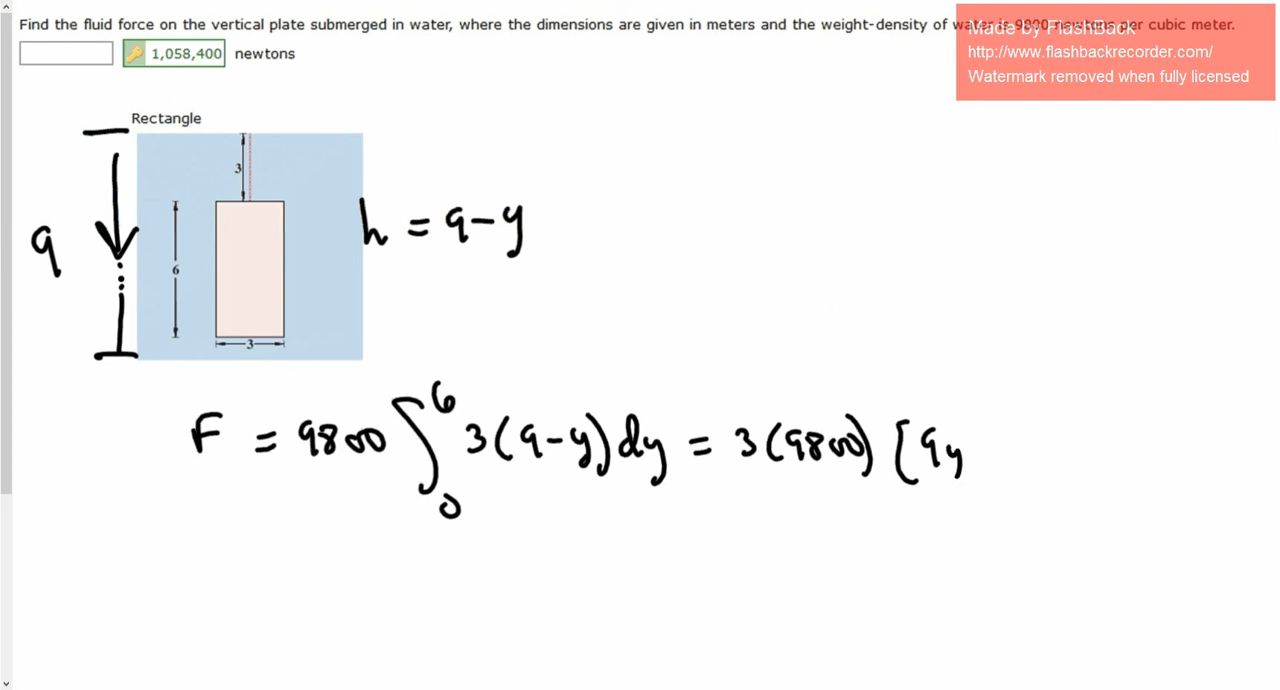 Find the fluid force on the vertical plate submerged in water, where the dimensions are given in meters and the weight-density of water is 9800 newtons per cubic meter.
Made by FlashBack
http://www.flashbackrecorder.com/
Watermark removed when fully licensed
1,058,400 newtons
Rectangle
3
9
h = 9-y
6
3
F = 9800 ∫₀⁶ 3(9-y)dy = 3(9800) [9y